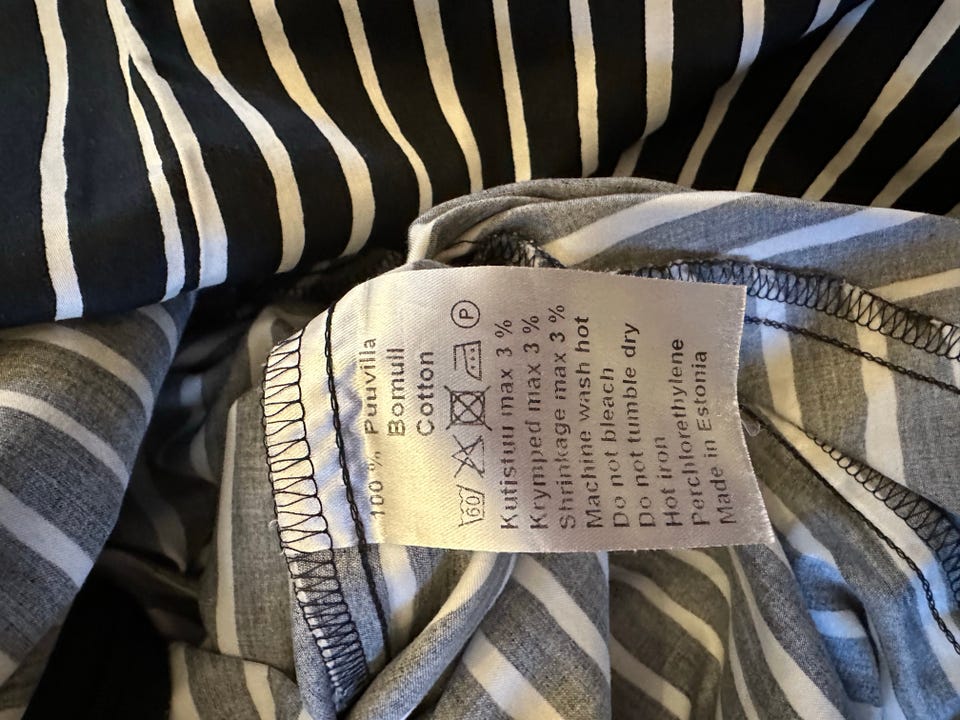 100 % Puuvilla
Bomull
Cotton
60 P
Kutistuu max 3 %
Krymped max 3 %
Shrinkage max 3 %
Machine wash hot
Do not bleach
Do not tumble dry
Hot iron
Perchlorethylene
Made in Estonia